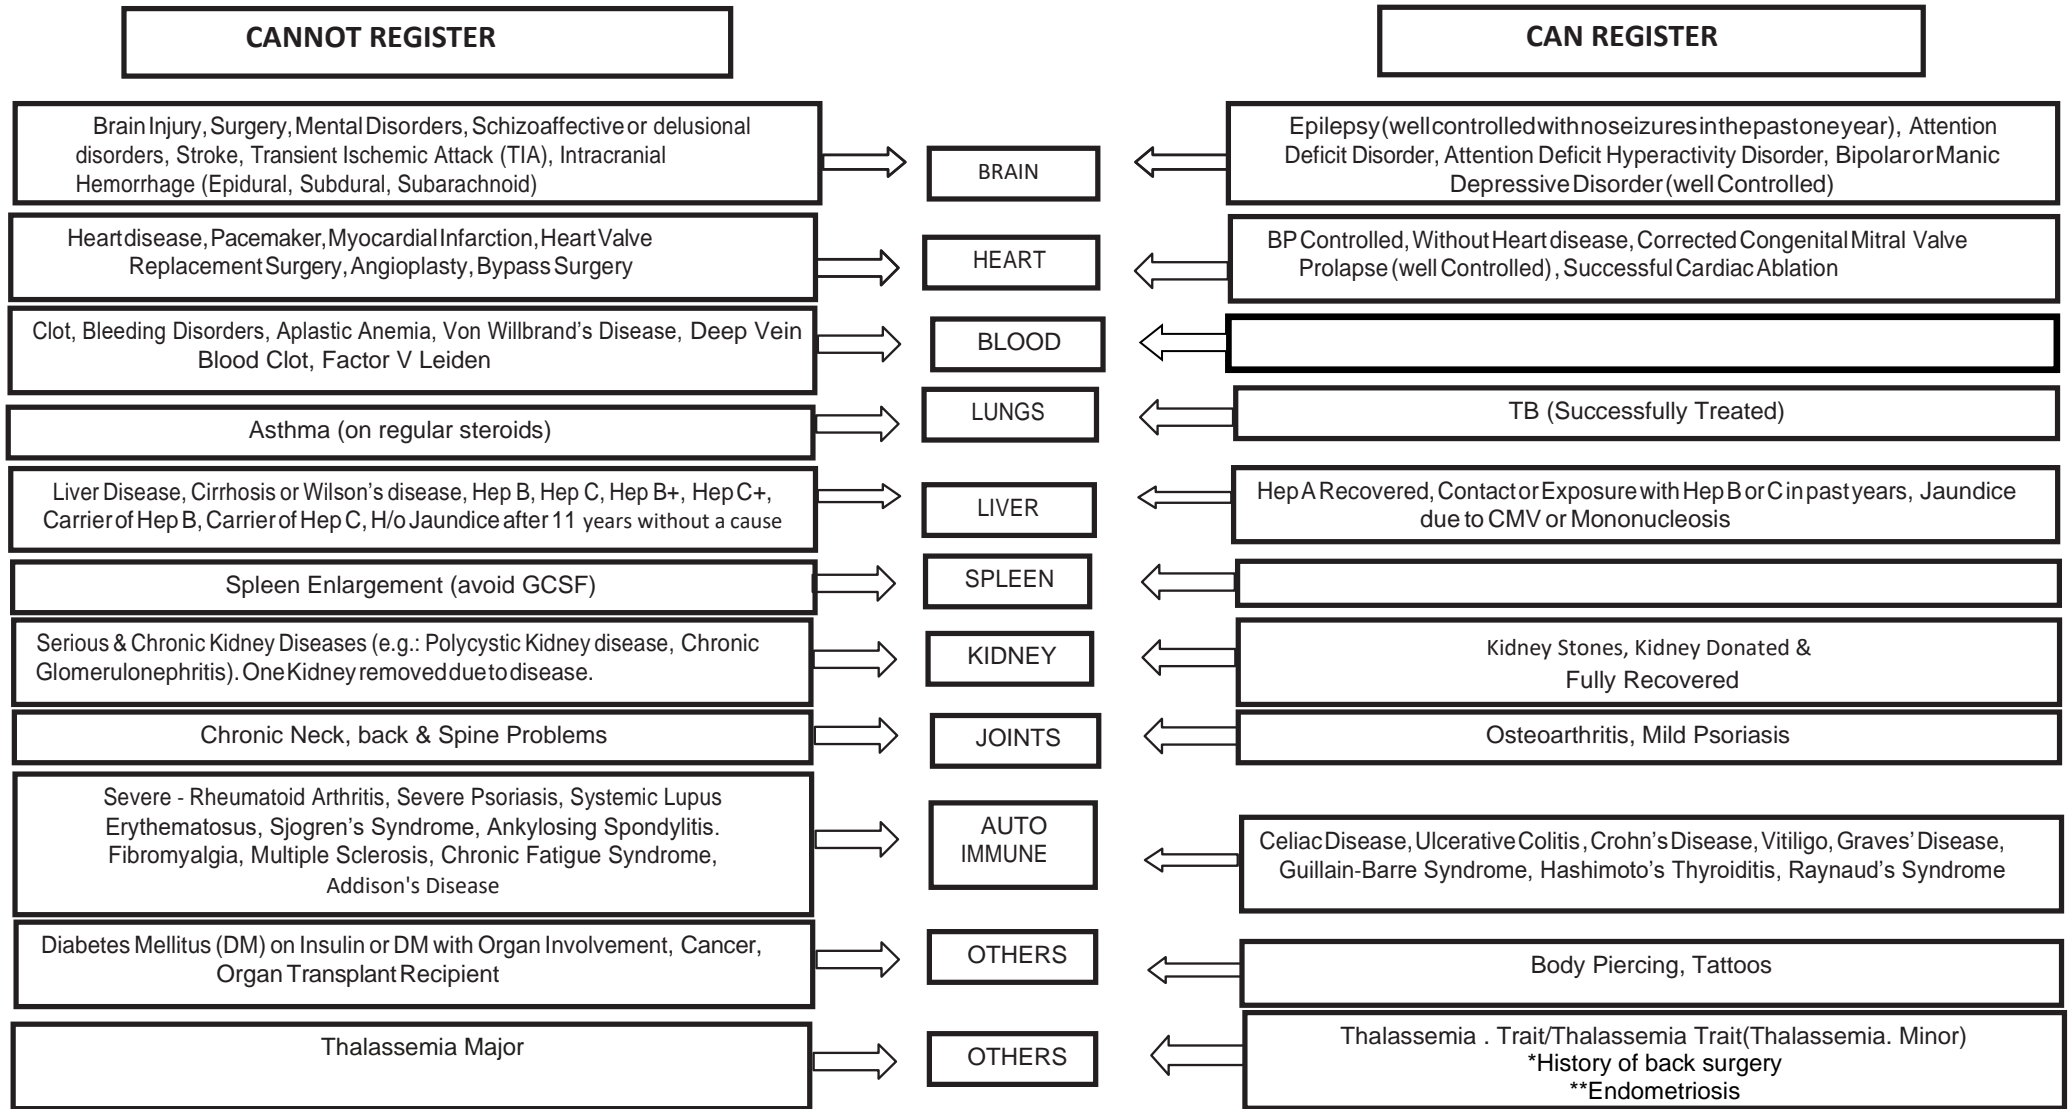 CANNOT REGISTER
CAN REGISTER
Brain Injury, Surgery, Mental Disorders, Schizoaffective or delusional
disorders, Stroke, Transient Ischemic Attack (TIA), Intracranial
Hemorrhage (Epidural, Subdural, Subarachnoid)
BRAIN
Epilepsy (well controlled with no seizures in the past one year), Attention
Deficit Disorder, Attention Deficit Hyperactivity Disorder, Bipolar or Manic
Depressive Disorder (well Controlled)
Heart disease, Pacemaker, Myocardial Infarction, Heart Valve
Replacement Surgery, Angioplasty, Bypass Surgery
HEART
BP Controlled, Without Heart disease, Corrected Congenital Mitral Valve
Prolapse (well Controlled) , Successful Cardiac Ablation
Clot, Bleeding Disorders, Aplastic Anemia, Von Willbrand’s Disease, Deep Vein
Blood Clot, Factor V Leiden
BLOOD
Asthma (on regular steroids)
LUNGS
TB (Successfully Treated)
Liver Disease, Cirrhosis or Wilson’s disease, Hep B, Hep C, Hep B+, Hep C+,
Carrier of Hep B, Carrier of Hep C, H/o Jaundice after 11 years without a cause
LIVER
Hep A Recovered, Contact or Exposure with Hep B or C in past years, Jaundice
due to CMV or Mononucleosis
Spleen Enlargement (avoid GCSF)
SPLEEN
Serious & Chronic Kidney Diseases (e.g.: Polycystic Kidney disease, Chronic
Glomerulonephritis). One Kidney removed due to disease.
KIDNEY
Kidney Stones, Kidney Donated &
Fully Recovered
Chronic Neck, back & Spine Problems
JOINTS
Osteoarthritis, Mild Psoriasis
Severe - Rheumatoid Arthritis, Severe Psoriasis, Systemic Lupus
Erythematosus, Sjogren’s Syndrome, Ankylosing Spondylitis.
Fibromyalgia, Multiple Sclerosis, Chronic Fatigue Syndrome,
Addison's Disease
AUTO
IMMUNE
Celiac Disease, Ulcerative Colitis , Crohn’s Disease, Vitiligo, Graves’ Disease,
Guillain-Barre Syndrome, Hashimoto’s Thyroiditis, Raynaud’s Syndrome
Diabetes Mellitus (DM) on Insulin or DM with Organ Involvement, Cancer,
Organ Transplant Recipient
OTHERS
Body Piercing, Tattoos
Thalassemia Major
OTHERS
Thalassemia . Trait/Thalassemia Trait(Thalassemia. Minor)
*History of back surgery
**Endometriosis